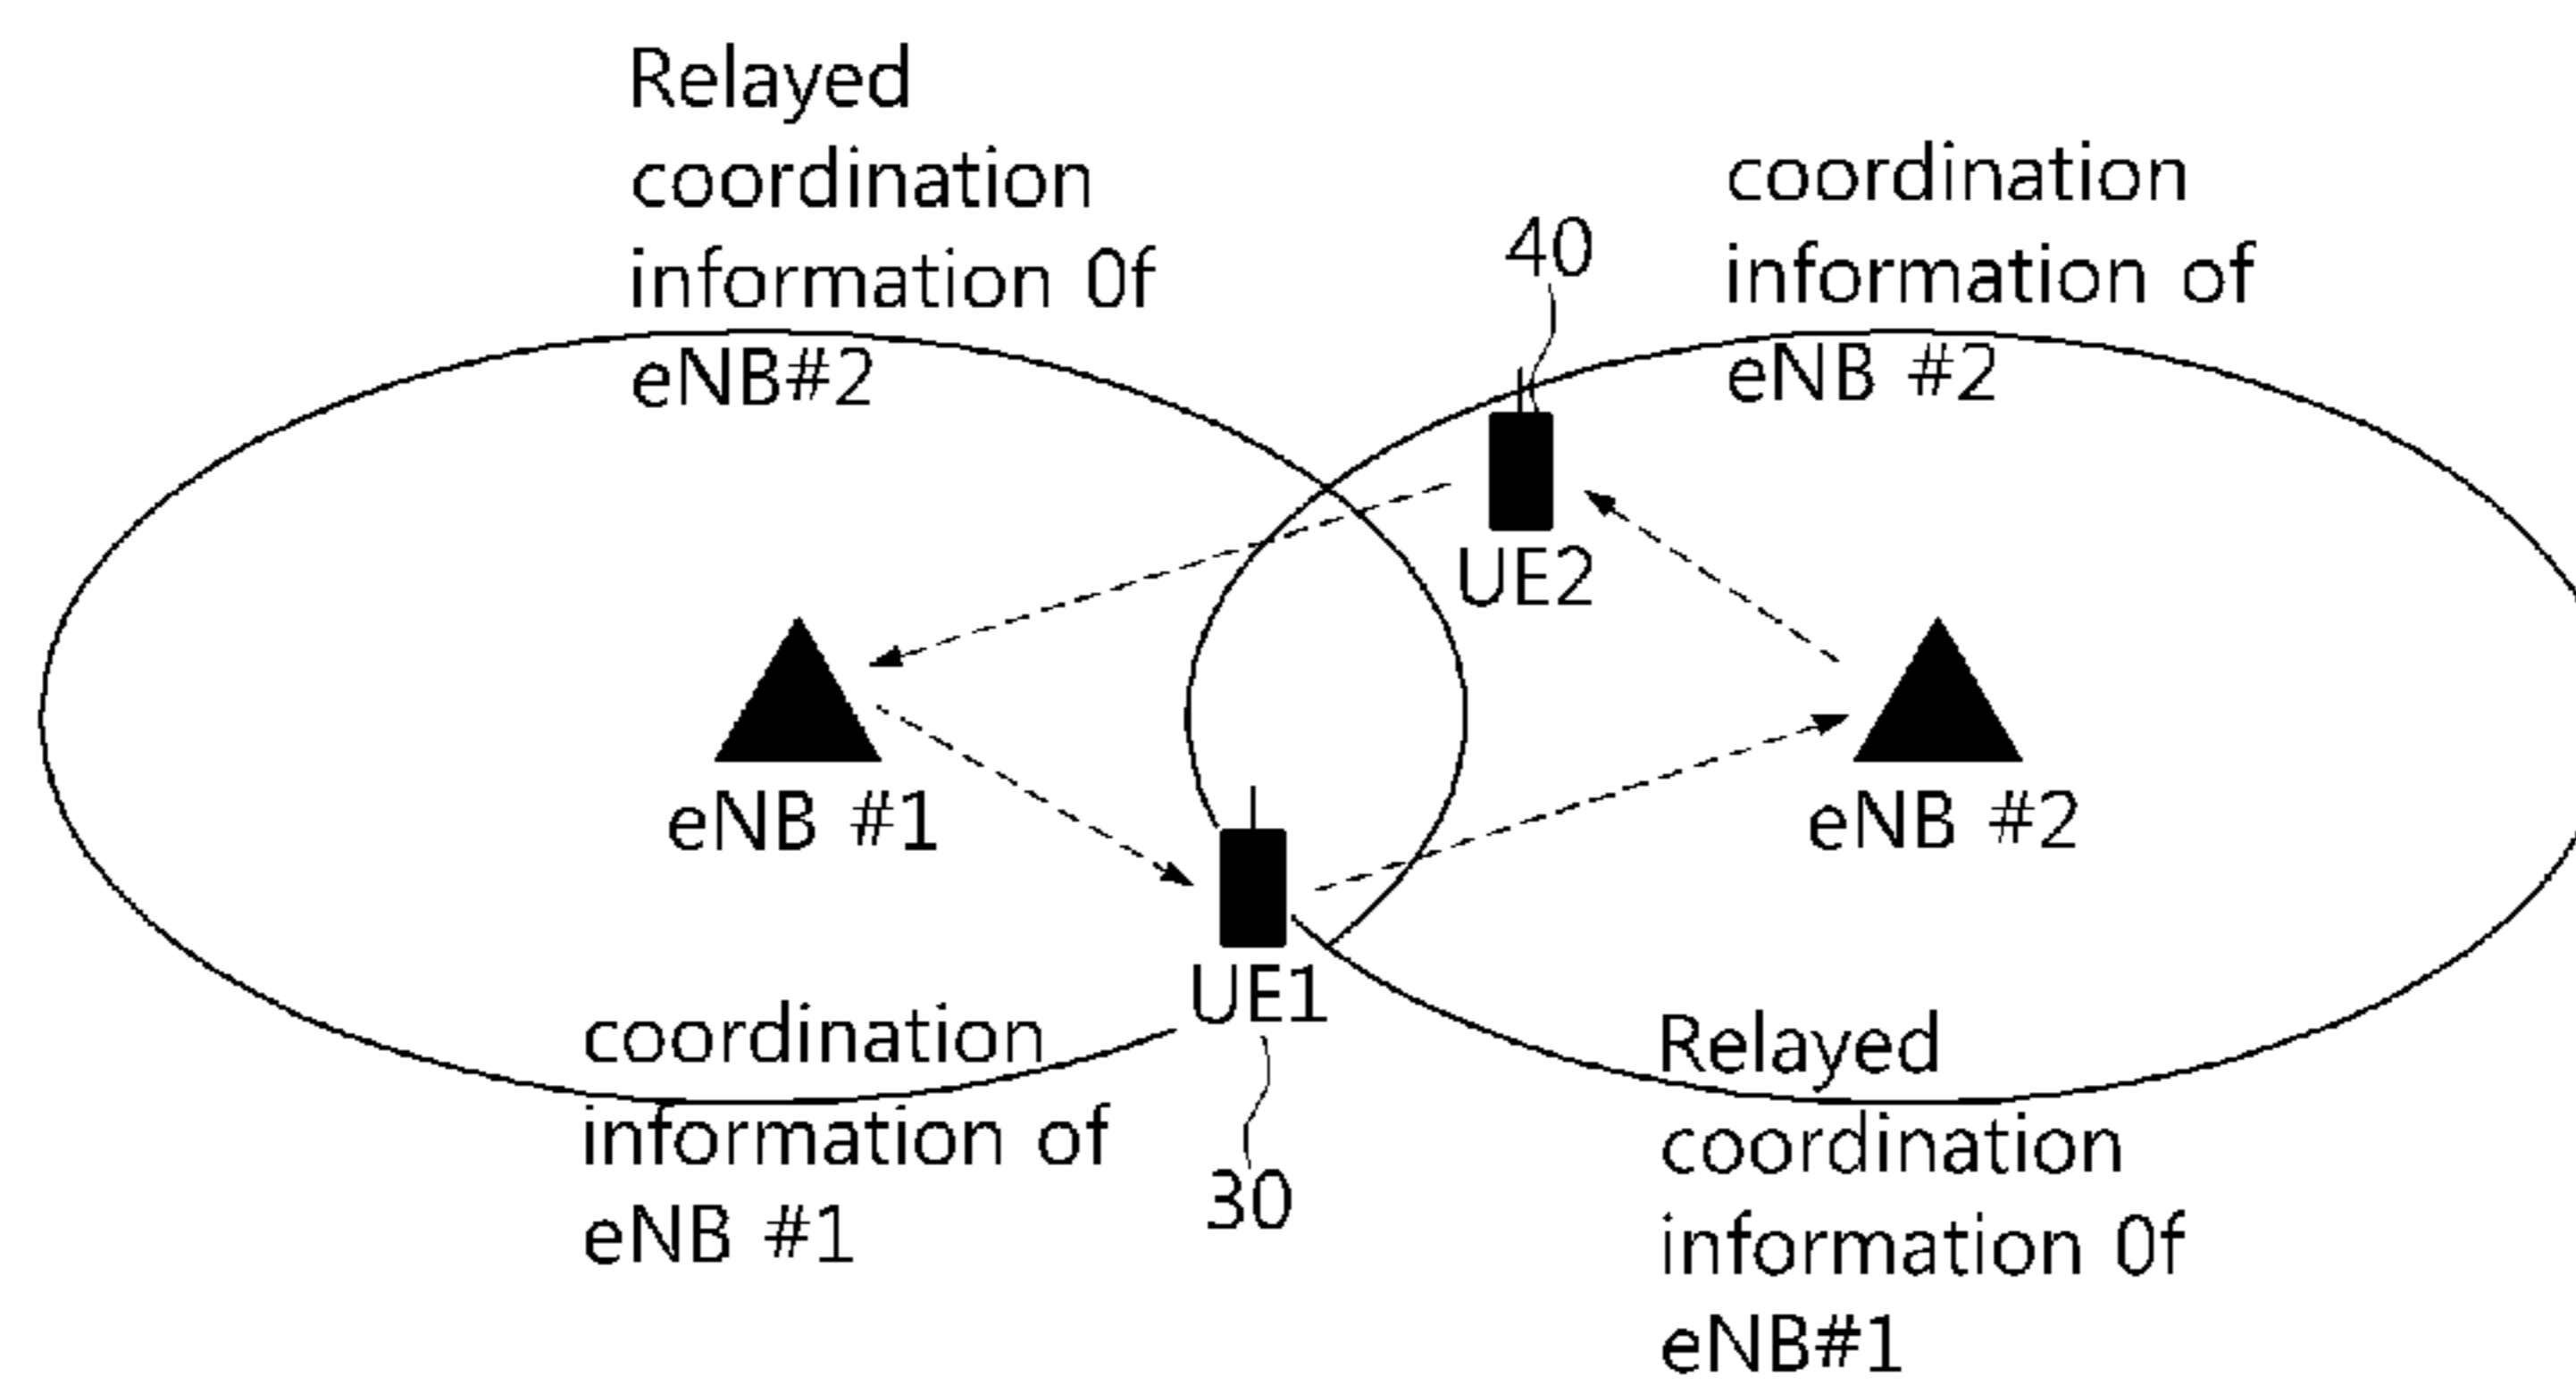 Relayed
coordination
information 0f
eNB#2
coordination
information of
eNB #2
40
UE2
eNB #1
eNB #2
UE1
30
coordination
information of
eNB #1
Relayed
coordination
information 0f
eNB#1